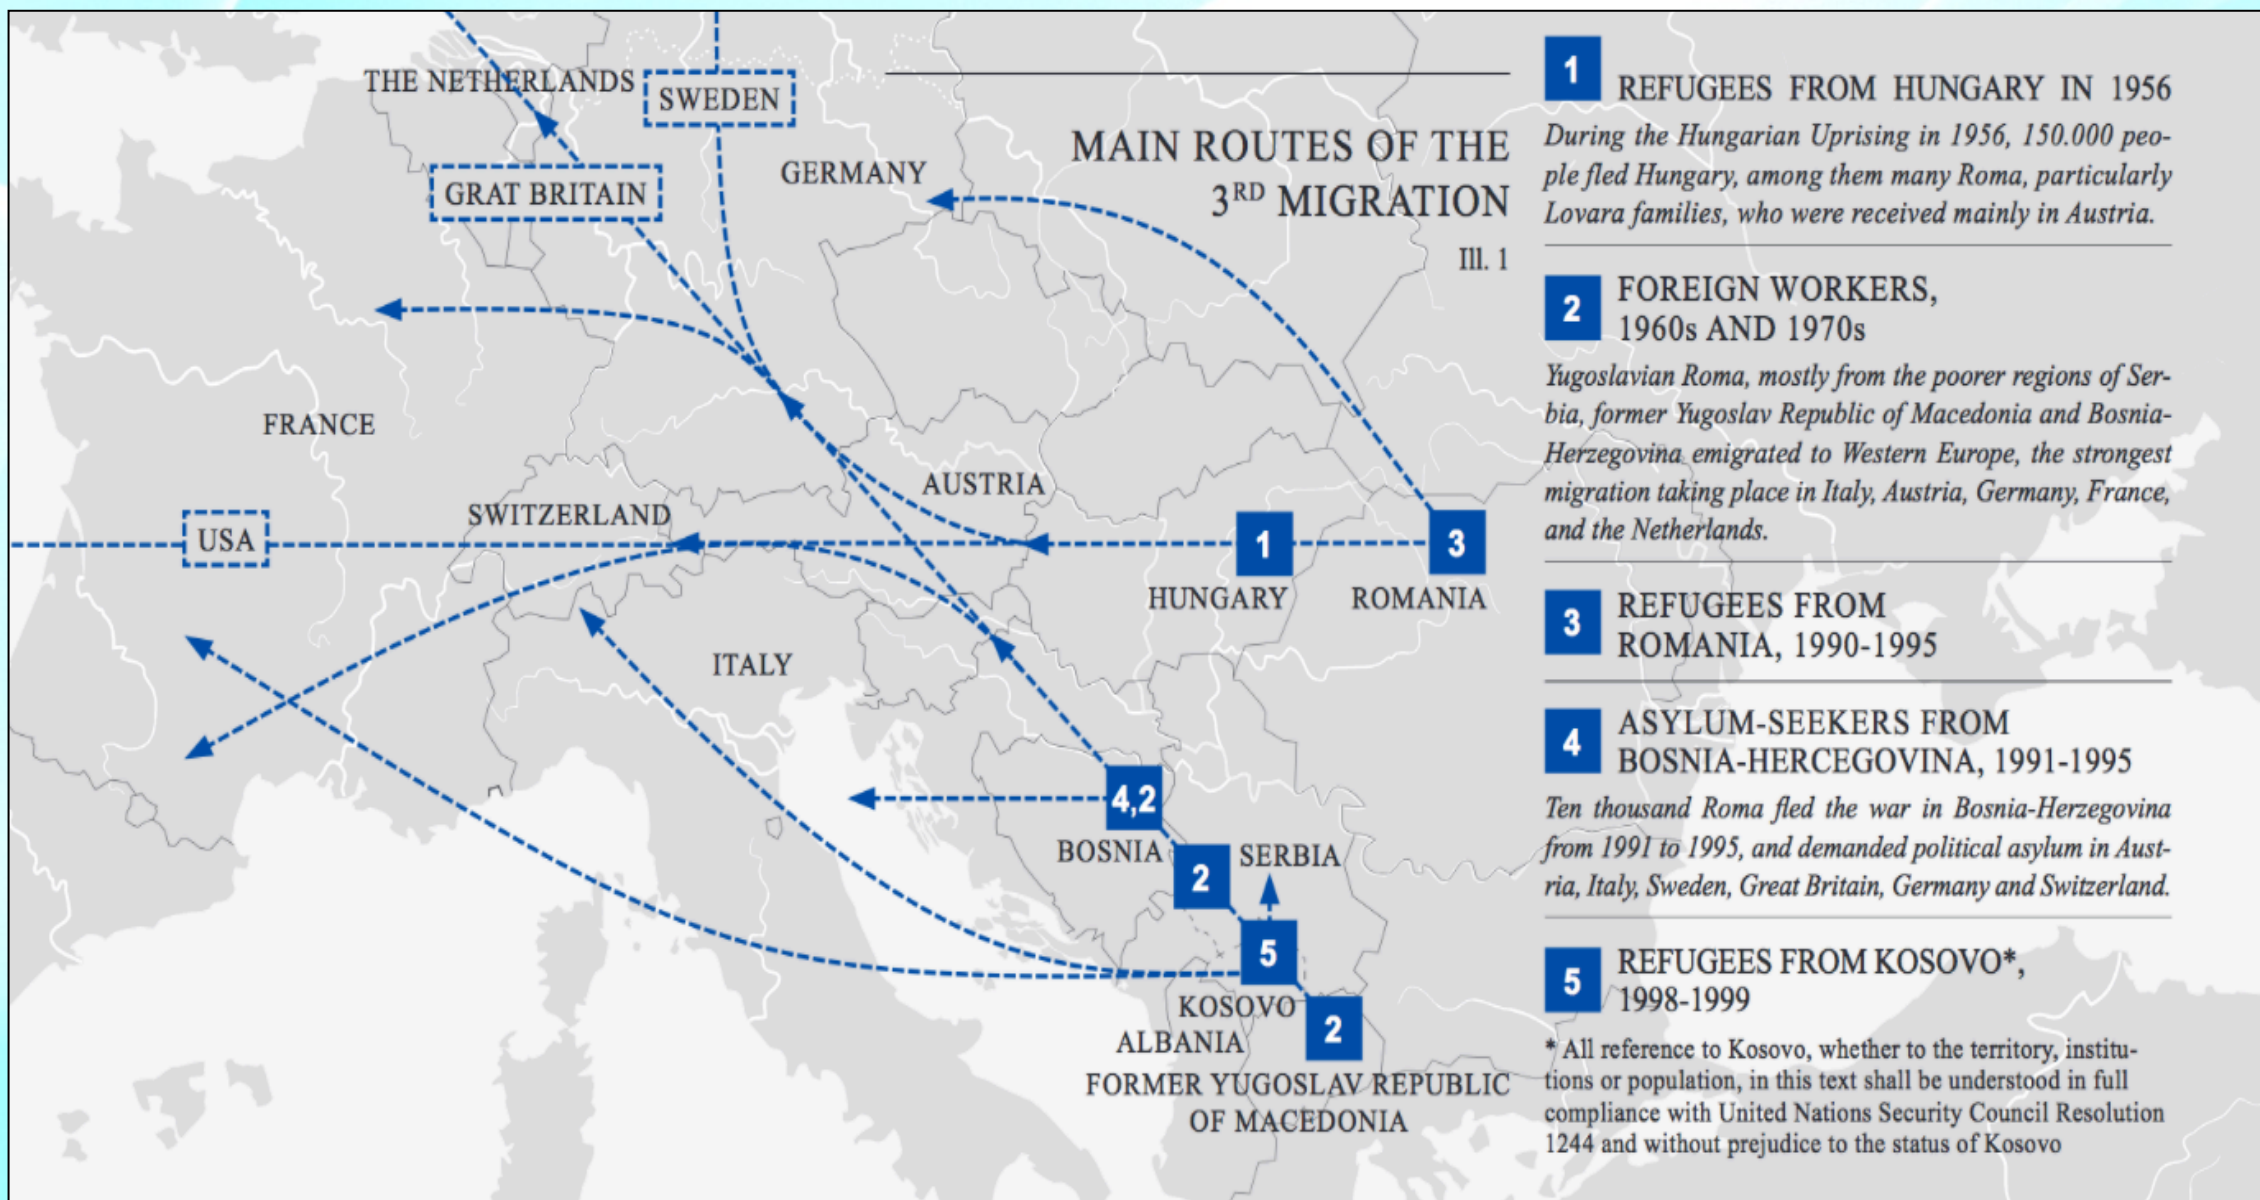 THE NETHERLANDS
SWEDEN
GRAT BRITAIN
GERMANY
MAIN ROUTES OF THE
3RD MIGRATION
Ill. 1
FRANCE
AUSTRIA
SWITZERLAND
USA
1
3
HUNGARY
ROMANIA
ITALY
4,2
BOSNIA
2
SERBIA
5
KOSOVO
2
ALBANIA
FORMER YUGOSLAV REPUBLIC
OF MACEDONIA
1
REFUGEES FROM HUNGARY IN 1956
During the Hungarian Uprising in 1956, 150.000 peo-
ple fled Hungary, among them many Roma, particularly
Lovara families, who were received mainly in Austria.
2
FOREIGN WORKERS,
1960s AND 1970s
Yugoslavian Roma, mostly from the poorer regions of Ser-
bia, former Yugoslav Republic of Macedonia and Bosnia-
Herzegovina emigrated to Western Europe, the strongest
migration taking place in Italy, Austria, Germany, France,
and the Netherlands.
3
REFUGEES FROM
ROMANIA, 1990-1995
4
ASYLUM-SEEKERS FROM
BOSNIA-HERCEGOVINA, 1991-1995
Ten thousand Roma fled the war in Bosnia-Herzegovina
from 1991 to 1995, and demanded political asylum in Aust-
ria, Italy, Sweden, Great Britain, Germany and Switzerland.
5
REFUGEES FROM KOSOVO*,
1998-1999
* All reference to Kosovo, whether to the territory, institu-
tions or population, in this text shall be understood in full
compliance with United Nations Security Council Resolution
1244 and without prejudice to the status of Kosovo